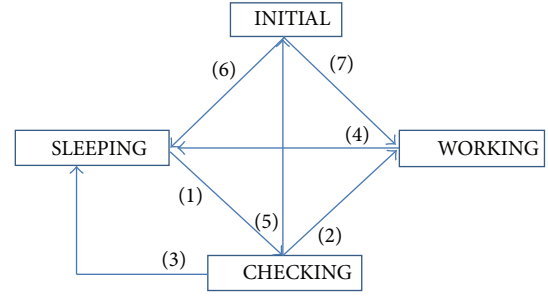 INITIAL
(6)
(7)
(4)
SLEEPING
WORKING
(1)
(5)
(2)
(3)
CHECKING